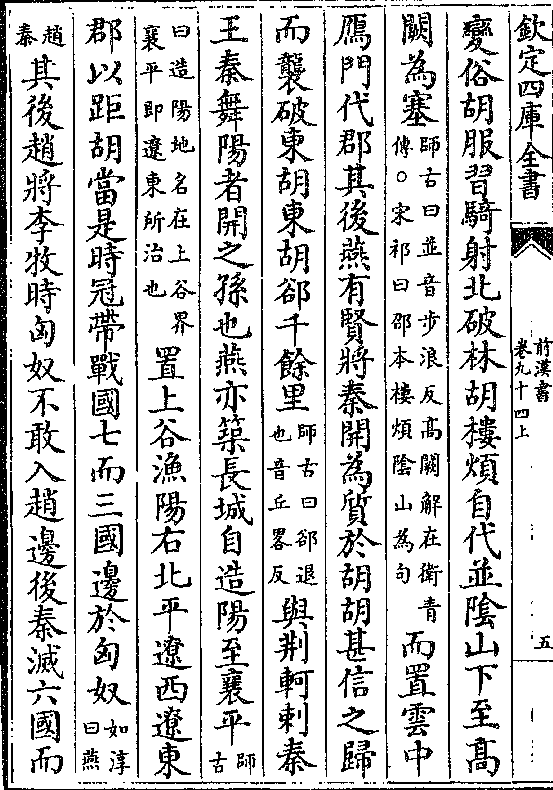 欽定四庫全書
前漢書
卷九十四上
五
變俗胡服習騎射北破林胡樓煩自代並陰山下至髙
闕為塞師古曰並音步浪反髙闕解在衛青傳○宋祁曰邵本樓煩陰山為句而置雲中
鴈門代郡其後燕有賢將秦開為質於胡胡甚信之歸
而襲破東胡東胡郤千餘里師古曰郤退也音丘畧反與荆軻刺秦
王秦舞陽者開之孫也燕亦築長城自造陽至襄平師古
曰造陽地名在上谷界襄平即遼東所治也置上谷漁陽右北平遼西遼東
郡以距胡當是時冠帶戰國七而三國邊於匈奴如淳曰燕
趙秦其後趙將李牧時匈奴不敢入趙邊後秦滅六國而